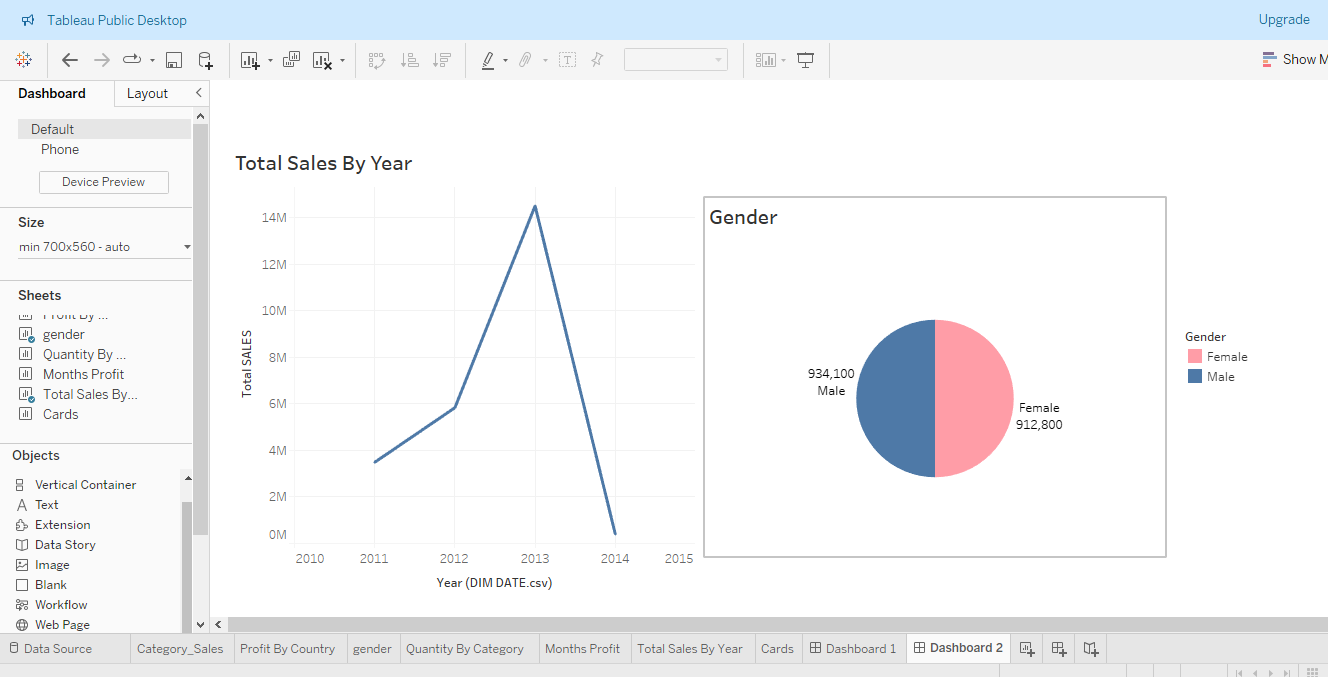 Tableau Public Desktop
Upgrade
Show M
Dashboard
Layout
Default
Phone
Device Preview
Size
min 700x560 - auto
Sheets
Profit By ...
gender
Quantity By ...
Months Profit
Total Sales By...
Cards
Objects
Vertical Container
Text
Extension
Data Story
Image
Blank
Workflow
Web Page
Total Sales By Year
Total SALES
14M
12M
10M
8M
6M
4M
2M
0M
2010
2011
2012
2013
2014
2015
Year (DIM DATE.csv)
Gender
934,100
Male
Female
912,800
Gender
Female
Male
Data Source
Category_Sales
Profit By Country
gender
Quantity By Category
Months Profit
Total Sales By Year
Cards
Dashboard 1
Dashboard 2